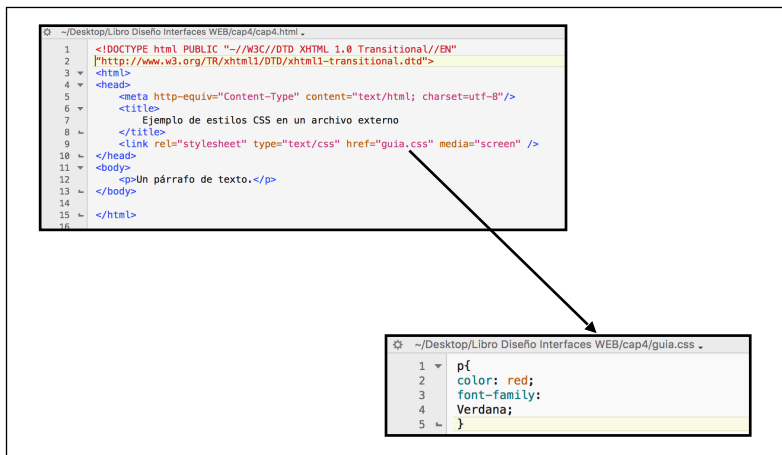 ~/Desktop/Libro Diseño Interfaces WEB/cap4/cap4.html
1 <!DOCTYPE html PUBLIC "-//W3C//DTD XHTML 1.0 Transitional//EN"
2 "http://www.w3.org/TR/xhtml1/DTD/xhtml1-transitional.dtd">
3 <html>
4 <head>
5 <meta http-equiv="Content-Type" content="text/html; charset=utf-8"/>
6 <title>
7 Ejemplo de estilos CSS en un archivo externo
8 </title>
9 <link rel="stylesheet" type="text/css" href="guia.css" media="screen" />
10 </head>
11 <body>
12 <p>Un párrafo de texto.</p>
13 </body>
14
15 </html>
16
~/Desktop/Libro Diseño Interfaces WEB/cap4/guia.css
1 p{
2 color: red;
3 font-family:
4 Verdana;
5 }